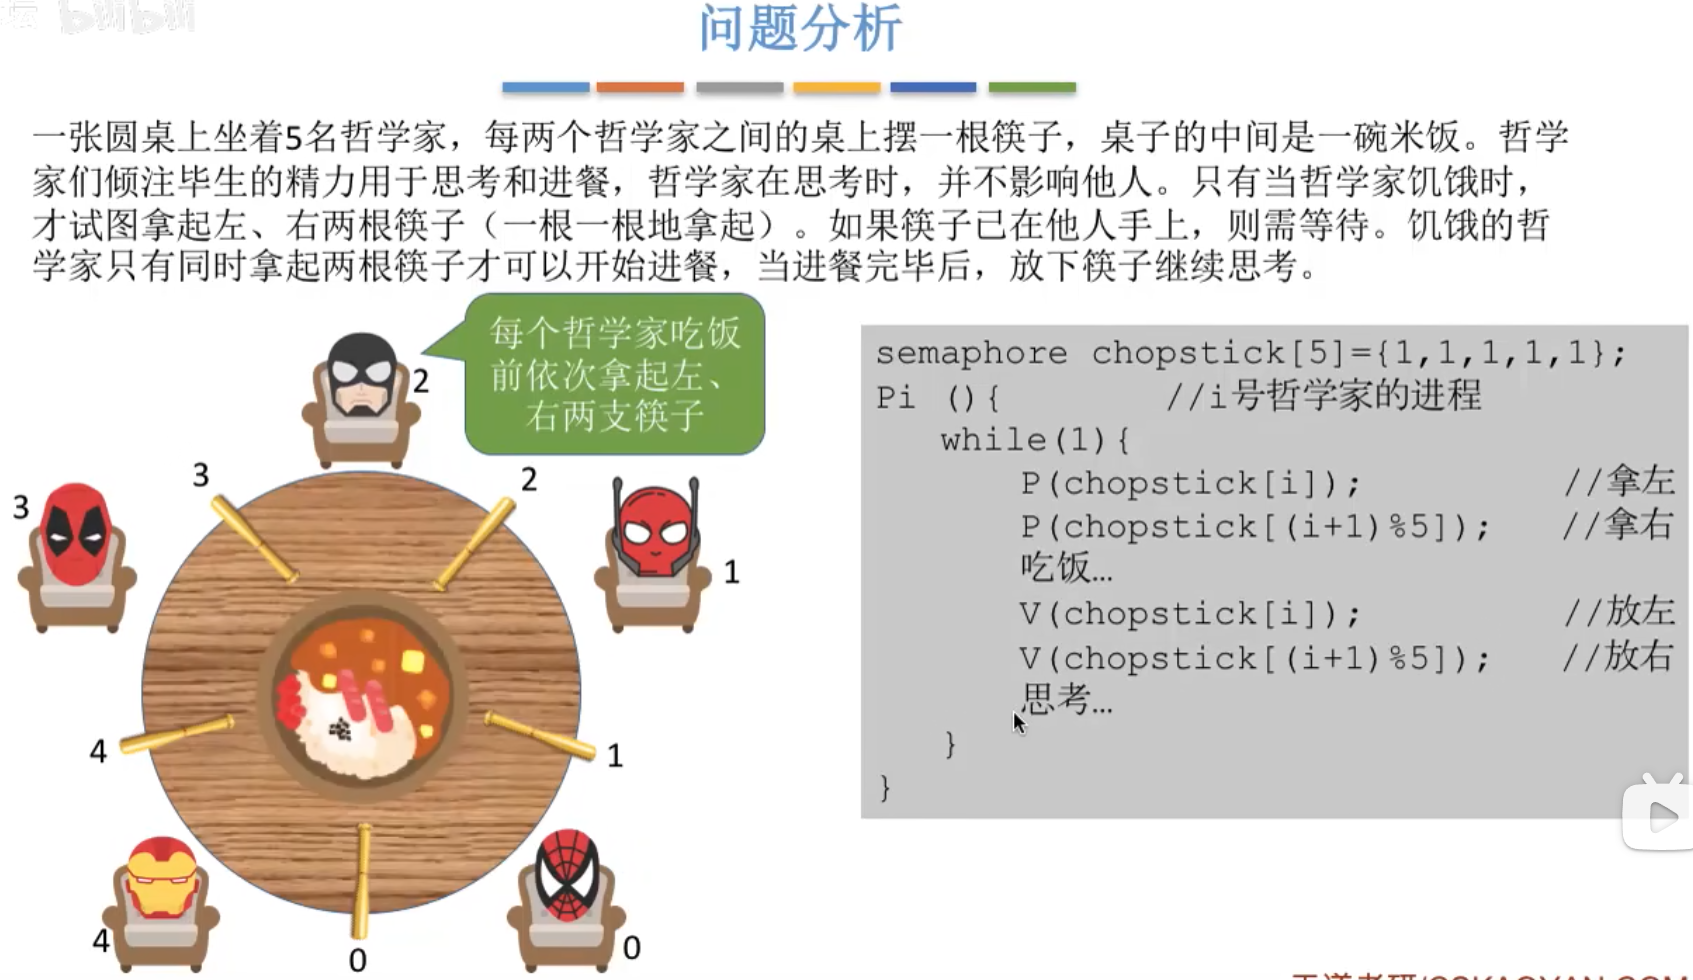 bilibili
问题分析
一张圆桌上坐着5名哲学家，每两个哲学家之间的桌上摆一根筷子，桌子的中间是一碗米饭。哲学
家们倾注毕生的精力用于思考和进餐，哲学家在思考时，并不影响他人。只有当哲学家饥饿时，
才试图拿起左、右两根筷子（一根一根地拿起）。如果筷子已在他人手上，则需等待。饥饿的哲
学家只有同时拿起两根筷子才可以开始进餐，当进餐完毕后，放下筷子继续思考。
每个哲学家吃饭
前依次拿起左、
右两支筷子
2
3
2
3
1
4
1
4
0
0
semaphore chopstick[5]={1,1,1,1,1};
Pi (){ //i号哲学家的进程
while(1){
P(chopstick[i]); //拿左
P(chopstick[(i+1)%5]); //拿右
吃饭…
V(chopstick[i]); //放左
V(chopstick[(i+1)%5]); //放右
思考…
}
}